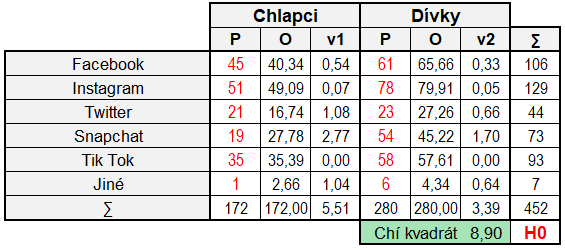 Chlapci Dívky
P O v1 P O v2 ∑
Facebook 45 40,34 0,54 61 65,66 0,33 106
Instagram 51 49,09 0,07 78 79,91 0,05 129
Twitter 21 16,74 1,08 23 27,26 0,66 44
Snapchat 19 27,78 2,77 54 45,22 1,70 73
Tik Tok 35 35,39 0,00 58 57,61 0,00 93
Jiné 1 2,66 1,04 6 4,34 0,64 7
∑ 172 172,00 5,51 280 280,00 3,39 452
Chí kvadrát 8,90 H0